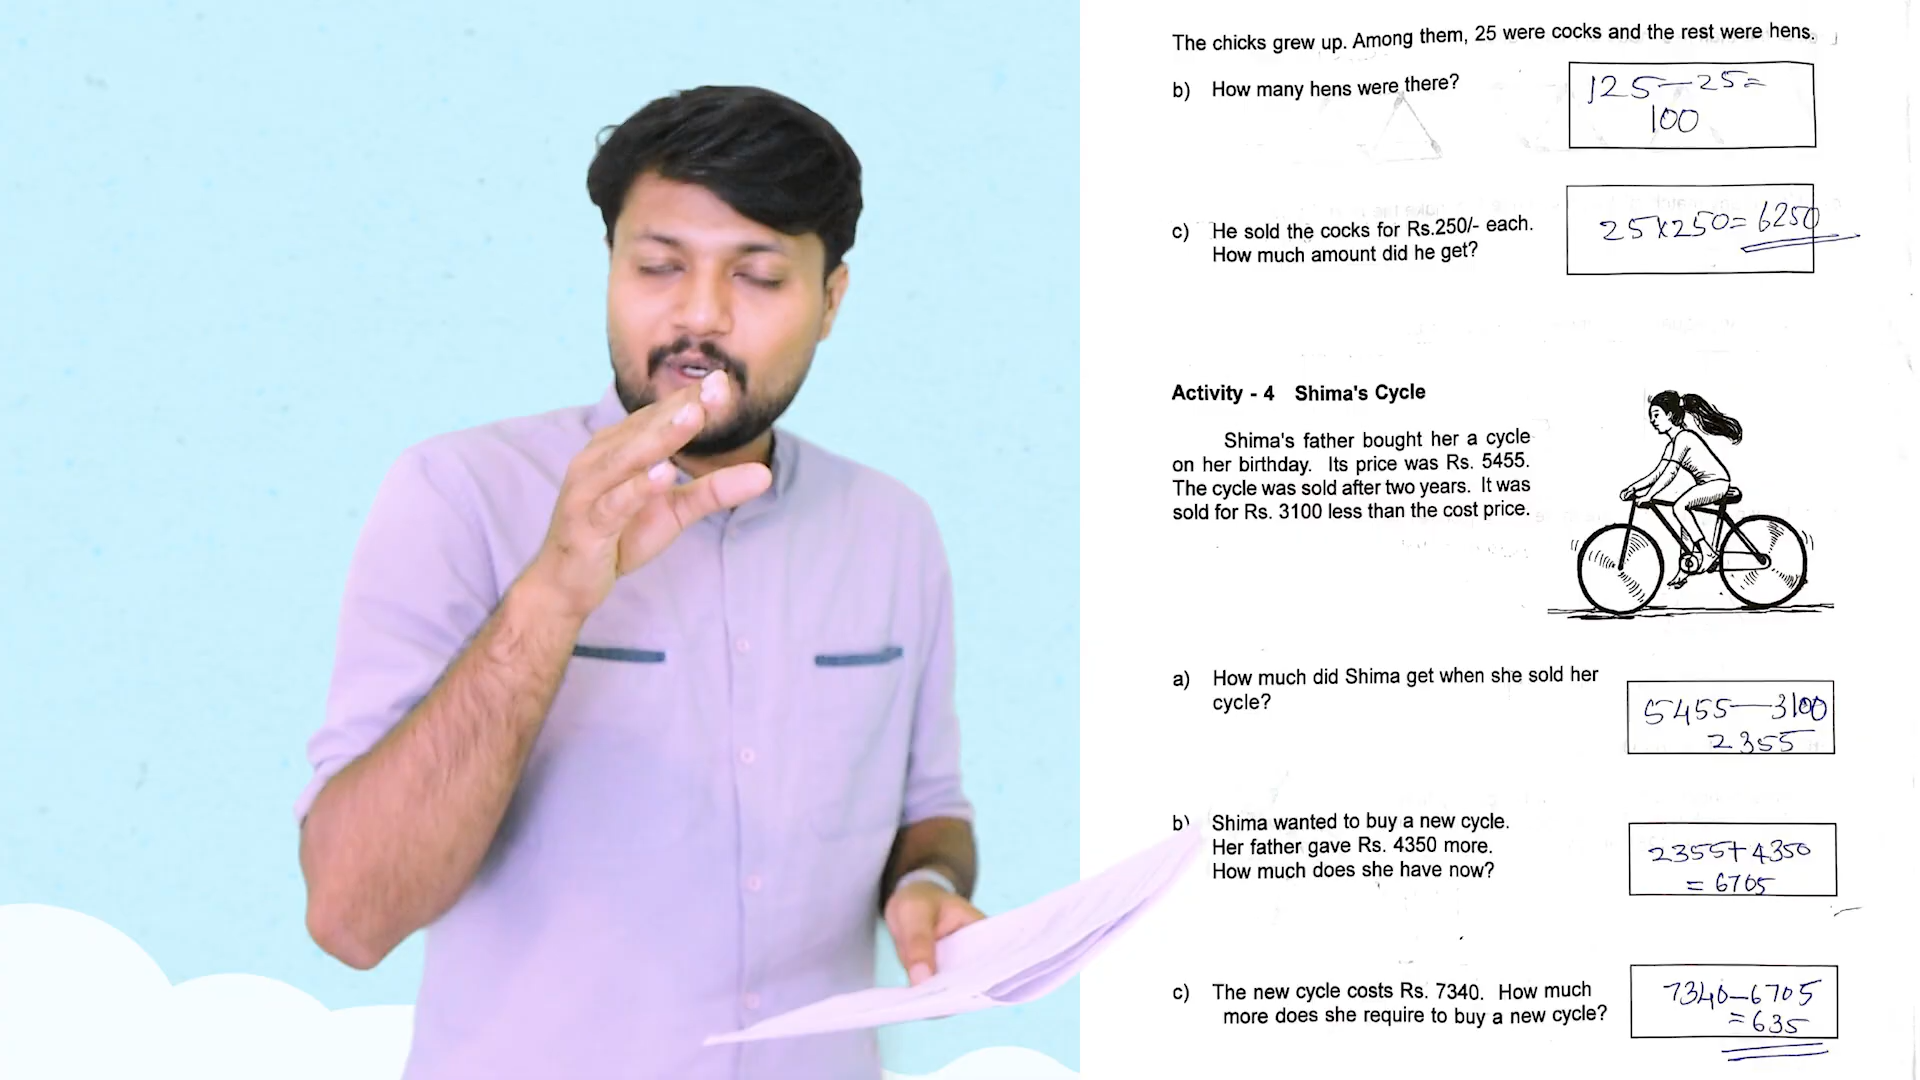 The chicks grew up. Among them, 25 were cocks and the rest were hens.
b) How many hens were there?
125-25=
100
c) He sold the cocks for Rs.250/- each.
How much amount did he get?
25x250=6250
Activity - 4 Shima's Cycle
Shima's father bought her a cycle
on her birthday. Its price was Rs. 5455.
The cycle was sold after two years. It was
sold for Rs. 3100 less than the cost price.
a) How much did Shima get when she sold her
cycle?
5455-3100
2355
b) Shima wanted to buy a new cycle.
Her father gave Rs. 4350 more.
How much does she have now?
2355+4350
= 6705
c) The new cycle costs Rs. 7340. How much
more does she require to buy a new cycle?
7340-6705
=635